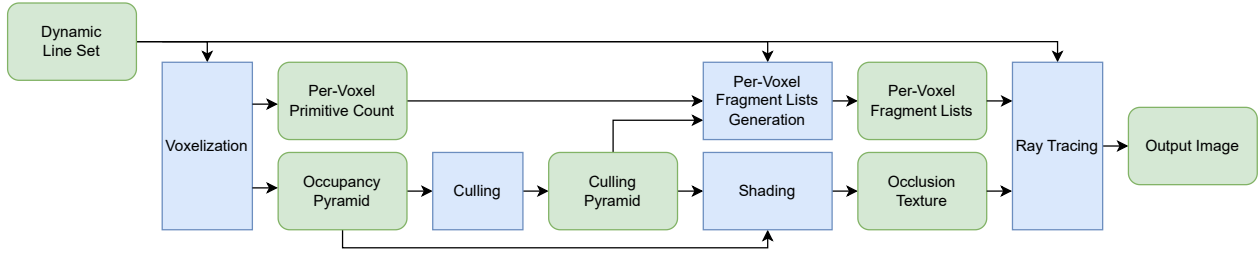 Dynamic
Line Set
Voxelization
Per-Voxel
Primitive Count
Occupancy
Pyramid
Culling
Culling
Pyramid
Per-Voxel
Fragment Lists
Generation
Shading
Per-Voxel
Fragment Lists
Occlusion
Texture
Ray Tracing
Output Image